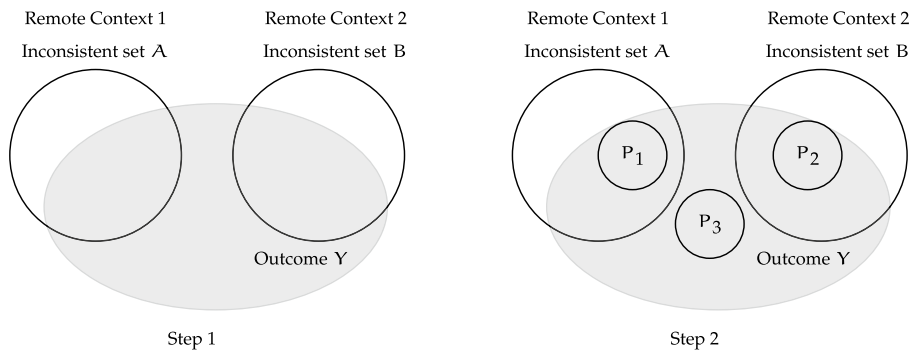 Remote Context 1
Remote Context 2
Inconsistent set A
Inconsistent set B
Outcome Y
Step 1
Remote Context 1
Remote Context 2
Inconsistent set A
Inconsistent set B
P1
P2
P3
Outcome Y
Step 2